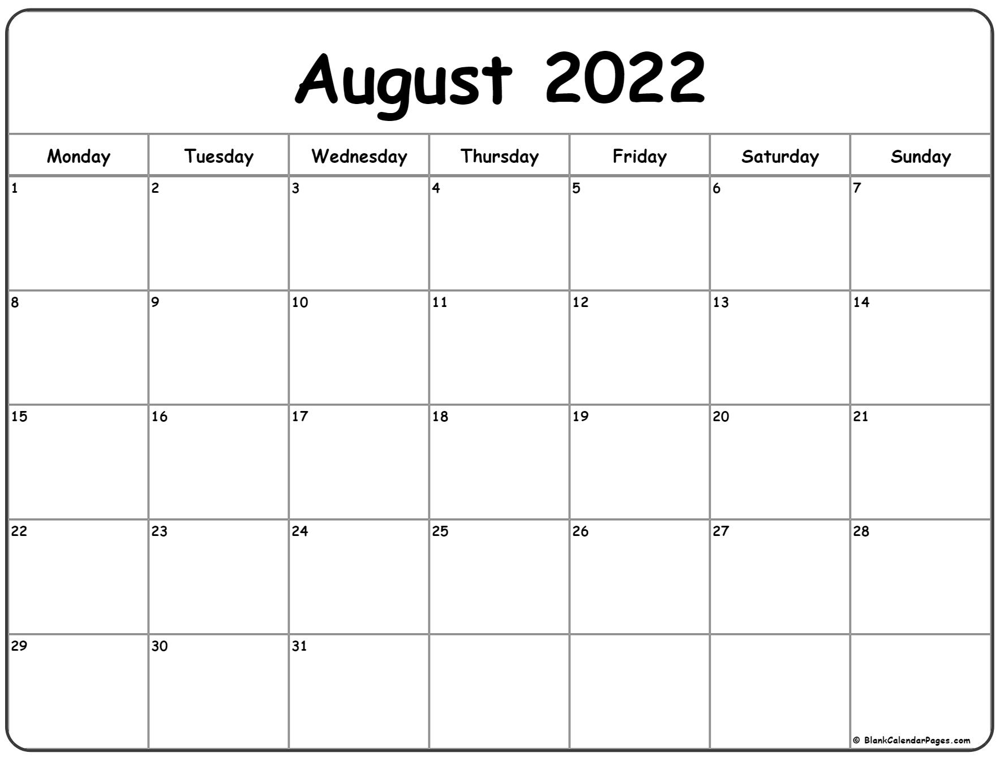 August 2022
Monday Tuesday Wednesday Thursday Friday Saturday Sunday
1 2 3 4 5 6 7
8 9 10 11 12 13 14
15 16 17 18 19 20 21
22 23 24 25 26 27 28
29 30 31
© BlankCalendarPages.com